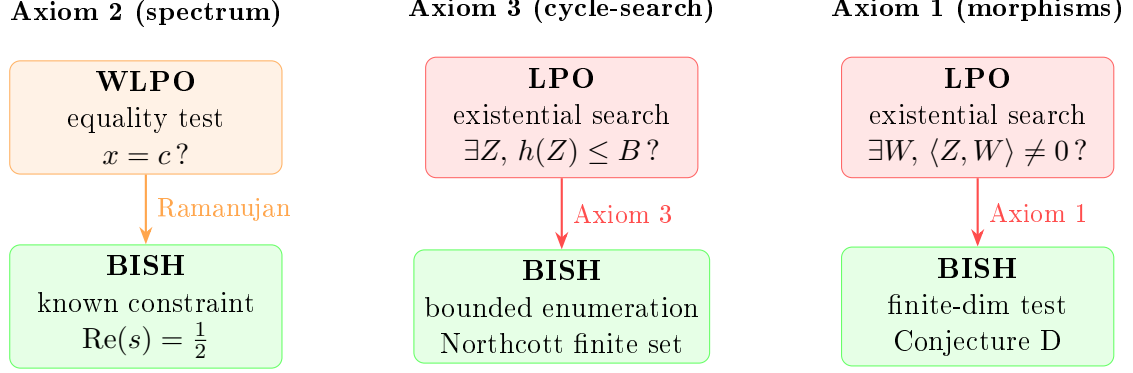 Axiom 2 (spectrum)
WLPO
equality test
x = c ?
Ramanujan
BISH
known constraint
Re(s) = 1/2
Axiom 3 (cycle-search)
LPO
existential search
∃Z, h(Z) ≤ B ?
Axiom 3
BISH
bounded enumeration
Northcott finite set
Axiom 1 (morphisms)
LPO
existential search
∃W, ⟨Z, W⟩ ≠ 0 ?
Axiom 1
BISH
finite-dim test
Conjecture D